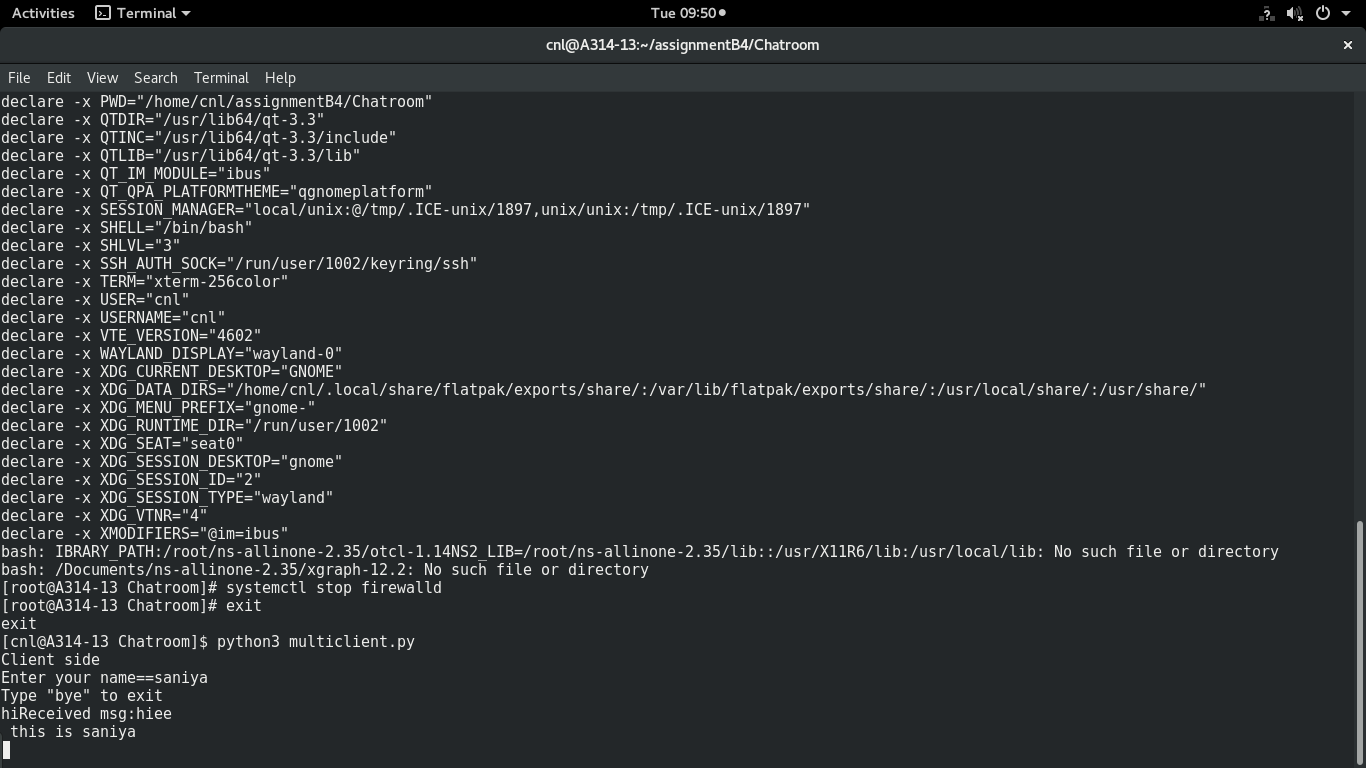 Activities Terminal Tue 09:50
cnl@A314-13:~/assignmentB4/Chatroom
File Edit View Search Terminal Help
declare -x PWD="/home/cnl/assignmentB4/Chatroom"
declare -x QTDIR="/usr/lib64/qt-3.3"
declare -x QTINC="/usr/lib64/qt-3.3/include"
declare -x QTLIB="/usr/lib64/qt-3.3/lib"
declare -x QT_IM_MODULE="ibus"
declare -x QT_QPA_PLATFORMTHEME="qgnomeplatform"
declare -x SESSION_MANAGER="local/unix:@/tmp/.ICE-unix/1897,unix/unix:/tmp/.ICE-unix/1897"
declare -x SHELL="/bin/bash"
declare -x SHLVL="3"
declare -x SSH_AUTH_SOCK="/run/user/1002/keyring/ssh"
declare -x TERM="xterm-256color"
declare -x USER="cnl"
declare -x USERNAME="cnl"
declare -x VTE_VERSION="4602"
declare -x WAYLAND_DISPLAY="wayland-0"
declare -x XDG_CURRENT_DESKTOP="GNOME"
declare -x XDG_DATA_DIRS="/home/cnl/.local/share/flatpak/exports/share/:/var/lib/flatpak/exports/share/:/usr/local/share/:/usr/share/"
declare -x XDG_MENU_PREFIX="gnome-"
declare -x XDG_RUNTIME_DIR="/run/user/1002"
declare -x XDG_SEAT="seat0"
declare -x XDG_SESSION_DESKTOP="gnome"
declare -x XDG_SESSION_ID="2"
declare -x XDG_SESSION_TYPE="wayland"
declare -x XDG_VTNR="4"
declare -x XMODIFIERS="@im=ibus"
bash: IBRARY_PATH:/root/ns-allinone-2.35/otcl-1.14NS2_LIB=/root/ns-allinone-2.35/lib::/usr/X11R6/lib:/usr/local/lib: No such file or directory
bash: /Documents/ns-allinone-2.35/xgraph-12.2: No such file or directory
[root@A314-13 Chatroom]# systemctl stop firewalld
[root@A314-13 Chatroom]# exit
exit
[cnl@A314-13 Chatroom]$ python3 multiclient.py
Client side
Enter your name==saniya
Type "bye" to exit
hiReceived msg:hiee
 this is saniya